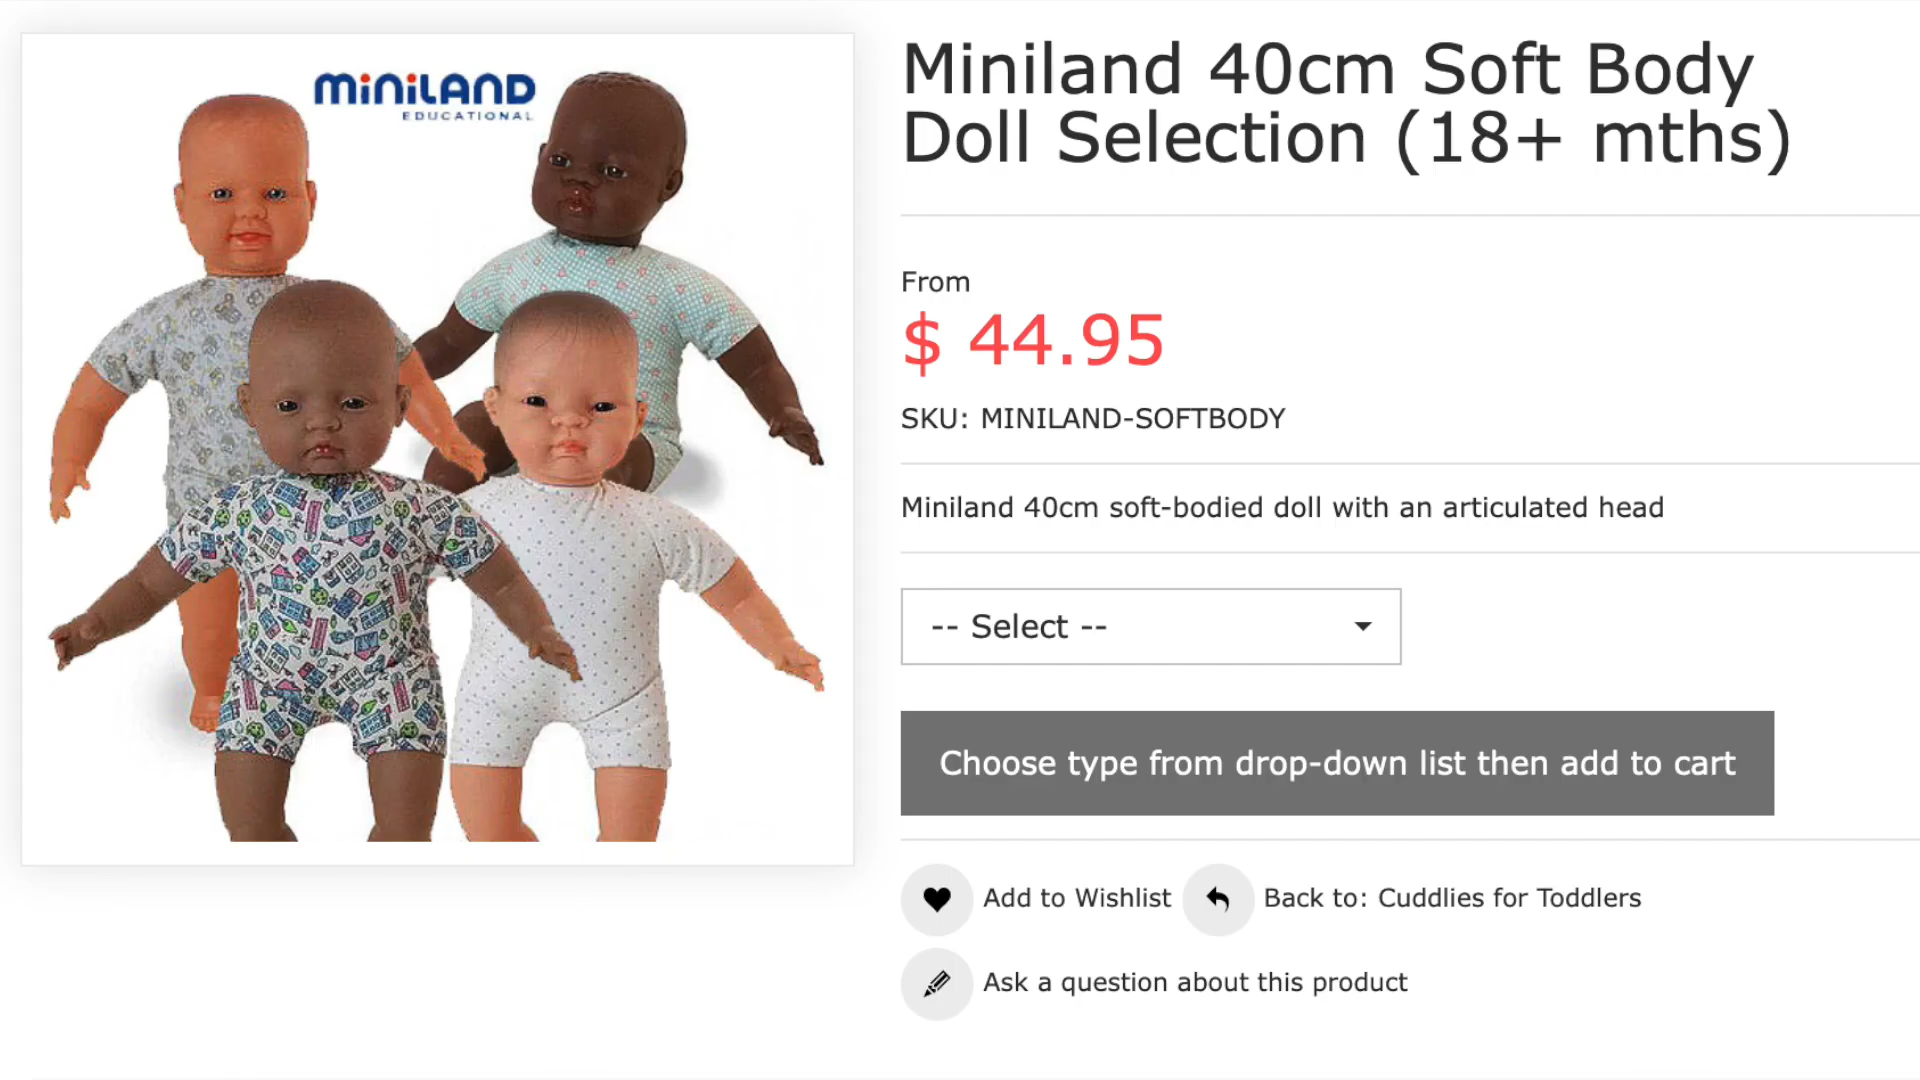 miniland
EDUCATIONAL
Miniland 40cm Soft Body
Doll Selection (18+ mths)
From
$ 44.95
SKU: MINILAND-SOFTBODY
Miniland 40cm soft-bodied doll with an articulated head
-- Select --
Choose type from drop-down list then add to cart
Add to Wishlist
Back to: Cuddlies for Toddlers
Ask a question about this product